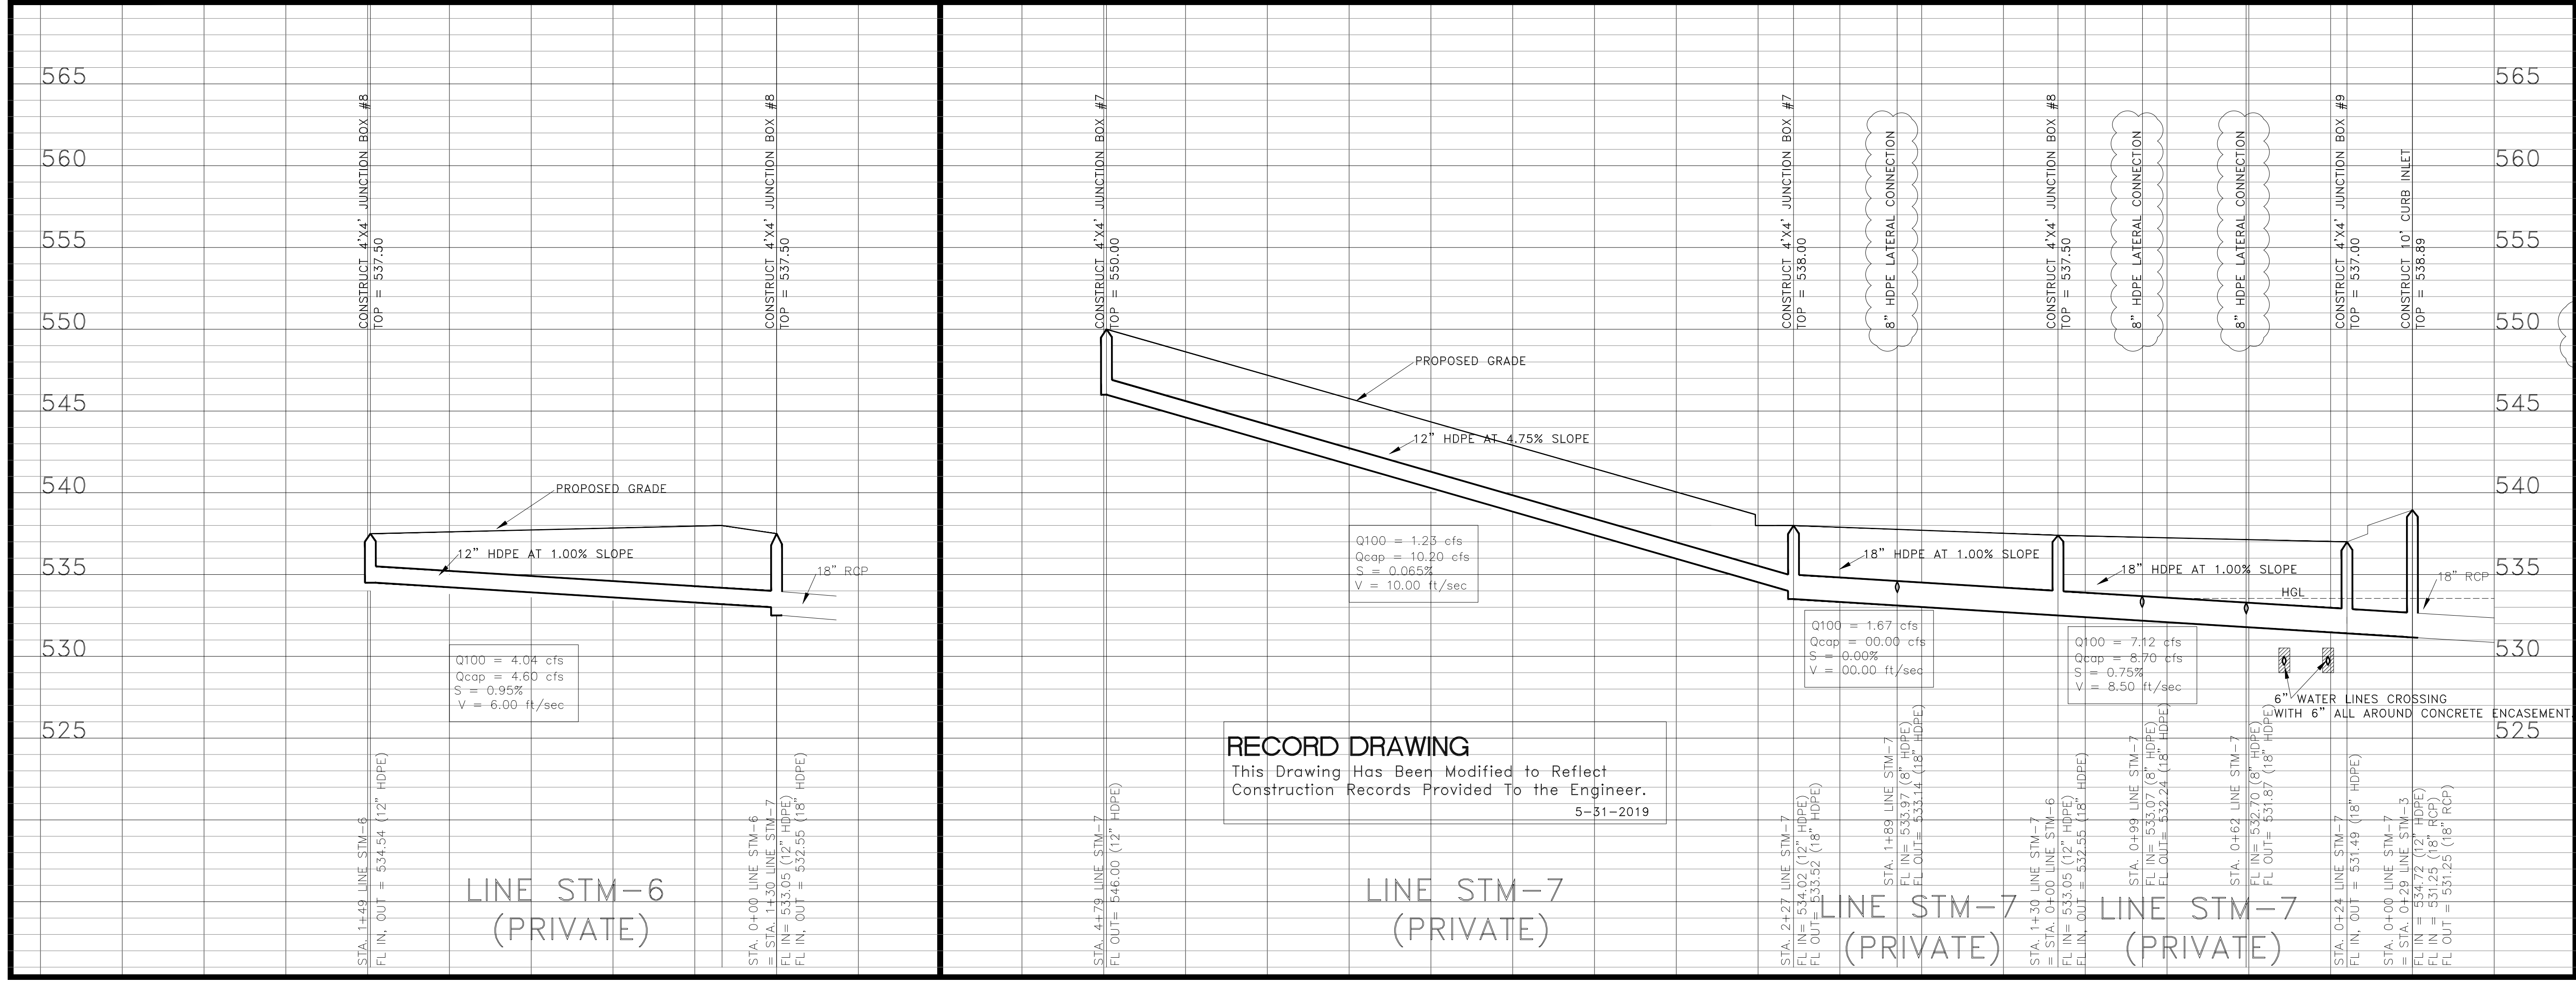 565
560
555
550
545
540
535
530
525
CONSTRUCT 4'X4' JUNCTION BOX #8
TOP = 537.50
CONSTRUCT 4'X4' JUNCTION BOX #8
TOP = 537.50
PROPOSED GRADE
12" HDPE AT 1.00% SLOPE
18" RCP
Q100 = 4.04 cfs
Qcap = 4.60 cfs
S = 0.95%
V = 6.00 ft/sec
STA. 1+49 LINE STM-6
FL IN, OUT = 534.54 (12" HDPE)
LINE STM-6
(PRIVATE)
STA. 0+00 LINE STM-6
= STA. 1+30 LINE STM-7
FL IN= 533.05 (12" HDPE)
FL IN, OUT = 532.55 (18" HDPE)
CONSTRUCT 4'X4' JUNCTION BOX #7
TOP = 550.00
CONSTRUCT 4'X4' JUNCTION BOX #7
TOP = 538.00
8" HDPE LATERAL CONNECTION
CONSTRUCT 4'X4' JUNCTION BOX #8
TOP = 537.50
8" HDPE LATERAL CONNECTION
8" HDPE LATERAL CONNECTION
CONSTRUCT 4'X4' JUNCTION BOX #9
TOP = 537.00
CONSTRUCT 10' CURB INLET
TOP = 538.89
PROPOSED GRADE
12" HDPE AT 4.75% SLOPE
18" HDPE AT 1.00% SLOPE
18" HDPE AT 1.00% SLOPE
HGL
18" RCP
Q100 = 1.23 cfs
Qcap = 10.20 cfs
S = 0.065%
V = 10.00 ft/sec
Q100 = 1.67 cfs
Qcap = 00.00 cfs
S = 0.00%
V = 00.00 ft/sec
Q100 = 7.12 cfs
Qcap = 8.70 cfs
S = 0.75%
V = 8.50 ft/sec
6" WATER LINES CROSSING
WITH 6" ALL AROUND CONCRETE ENCASEMENT.
RECORD DRAWING
This Drawing Has Been Modified to Reflect
Construction Records Provided To the Engineer.
5-31-2019
STA. 4+79 LINE STM-7
FL OUT= 546.00 (12" HDPE)
LINE STM-7
(PRIVATE)
STA. 2+27 LINE STM-7
FL IN= 534.02 (12" HDPE)
FL OUT= 533.52 (18" HDPE)
STA. 1+89 LINE STM-7
FL IN= 533.97 (8" HDPE)
FL OUT= 533.14 (18" HDPE)
LINE STM-7
(PRIVATE)
STA. 1+30 LINE STM-7
= STA. 0+00 LINE STM-6
FL IN= 533.05 (12" HDPE)
FL IN, OUT = 532.55 (18" HDPE)
STA. 0+99 LINE STM-7
FL IN= 533.07 (8" HDPE)
FL OUT= 532.24 (18" HDPE)
LINE STM-7
(PRIVATE)
STA. 0+62 LINE STM-7
FL IN= 532.70 (8" HDPE)
FL OUT= 531.87 (18" HDPE)
STA. 0+24 LINE STM-7
FL IN, OUT = 531.49 (18" HDPE)
STA. 0+00 LINE STM-7
= STA. 0+29 LINE STM-3
FL IN = 534.72 (12" HDPE)
FL IN = 531.25 (18" RCP)
FL OUT = 531.25 (18" RCP)
565
560
555
550
545
540
535
530
525